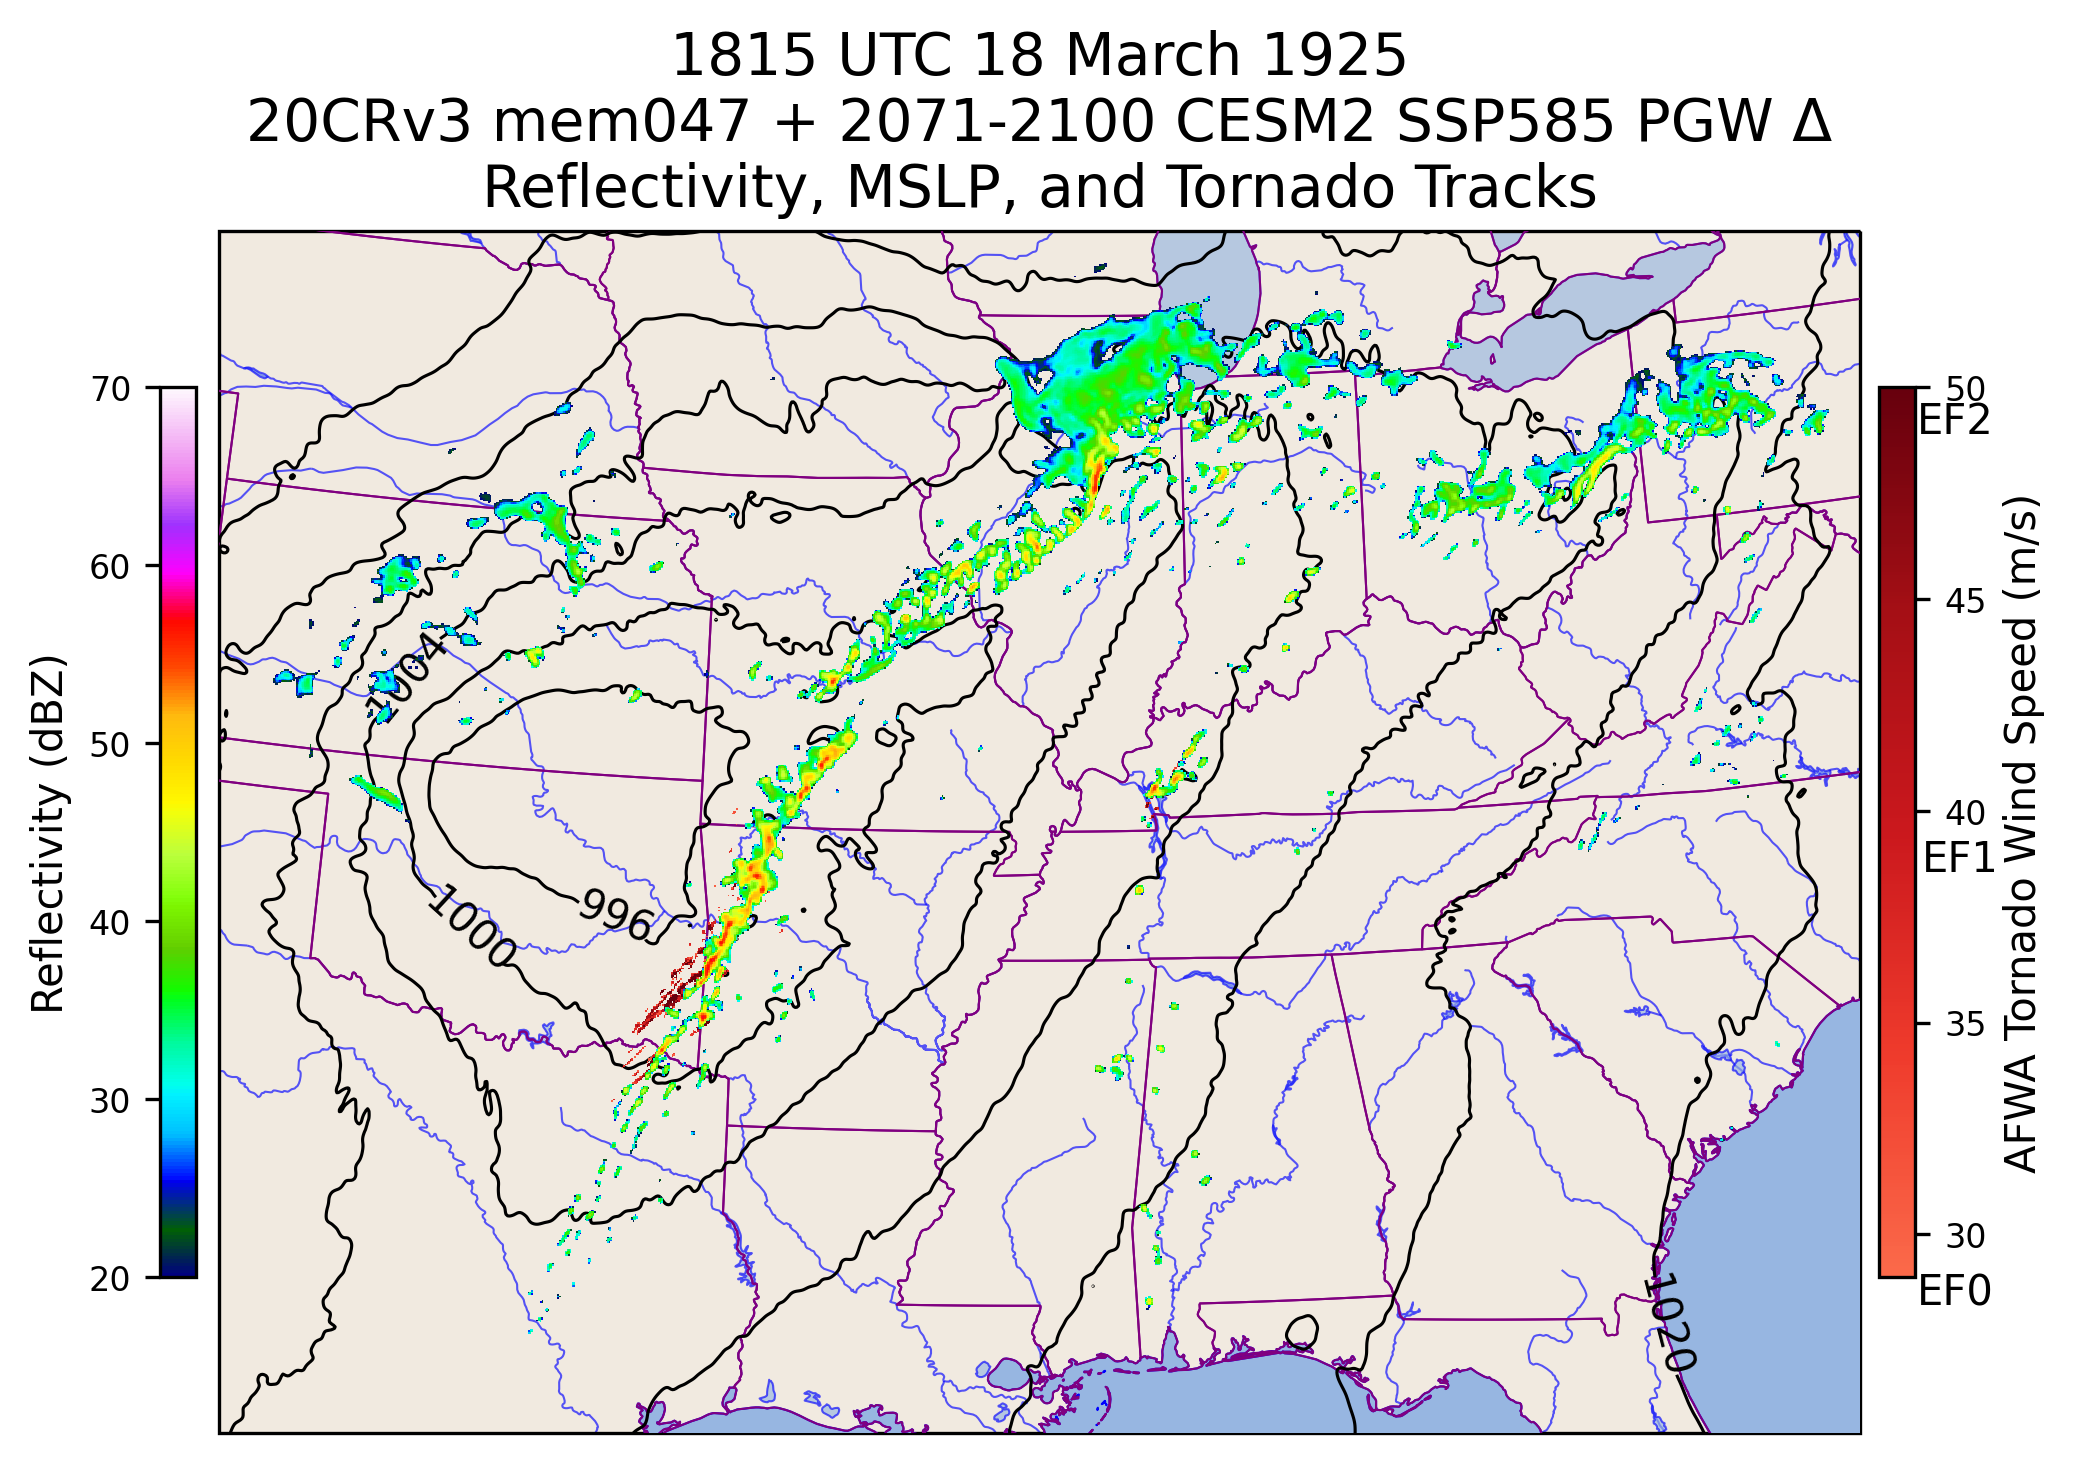 1815 UTC 18 March 1925
20CRv3 mem047 + 2071-2100 CESM2 SSP585 PGW Δ
Reflectivity, MSLP, and Tornado Tracks
Reflectivity (dBZ)
70
60
50
40
30
20
1004
1000
996
1020
50
EF2
45
40
EF1
35
30
EF0
AFWA Tornado Wind Speed (m/s)